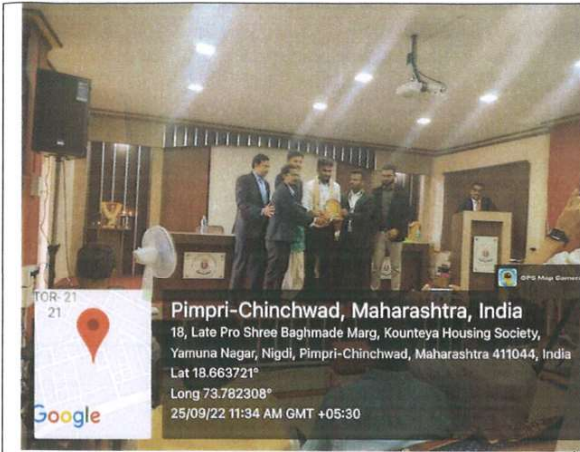 GPS Map Camera
TOR- 21
21
Google
Pimpri-Chinchwad, Maharashtra, India
18, Late Pro Shree Baghmade Marg, Kounteya Housing Society,
Yamuna Nagar, Nigdi, Pimpri-Chinchwad, Maharashtra 411044, India
Lat 18.663721°
Long 73.782308°
25/09/22 11:34 AM GMT +05:30